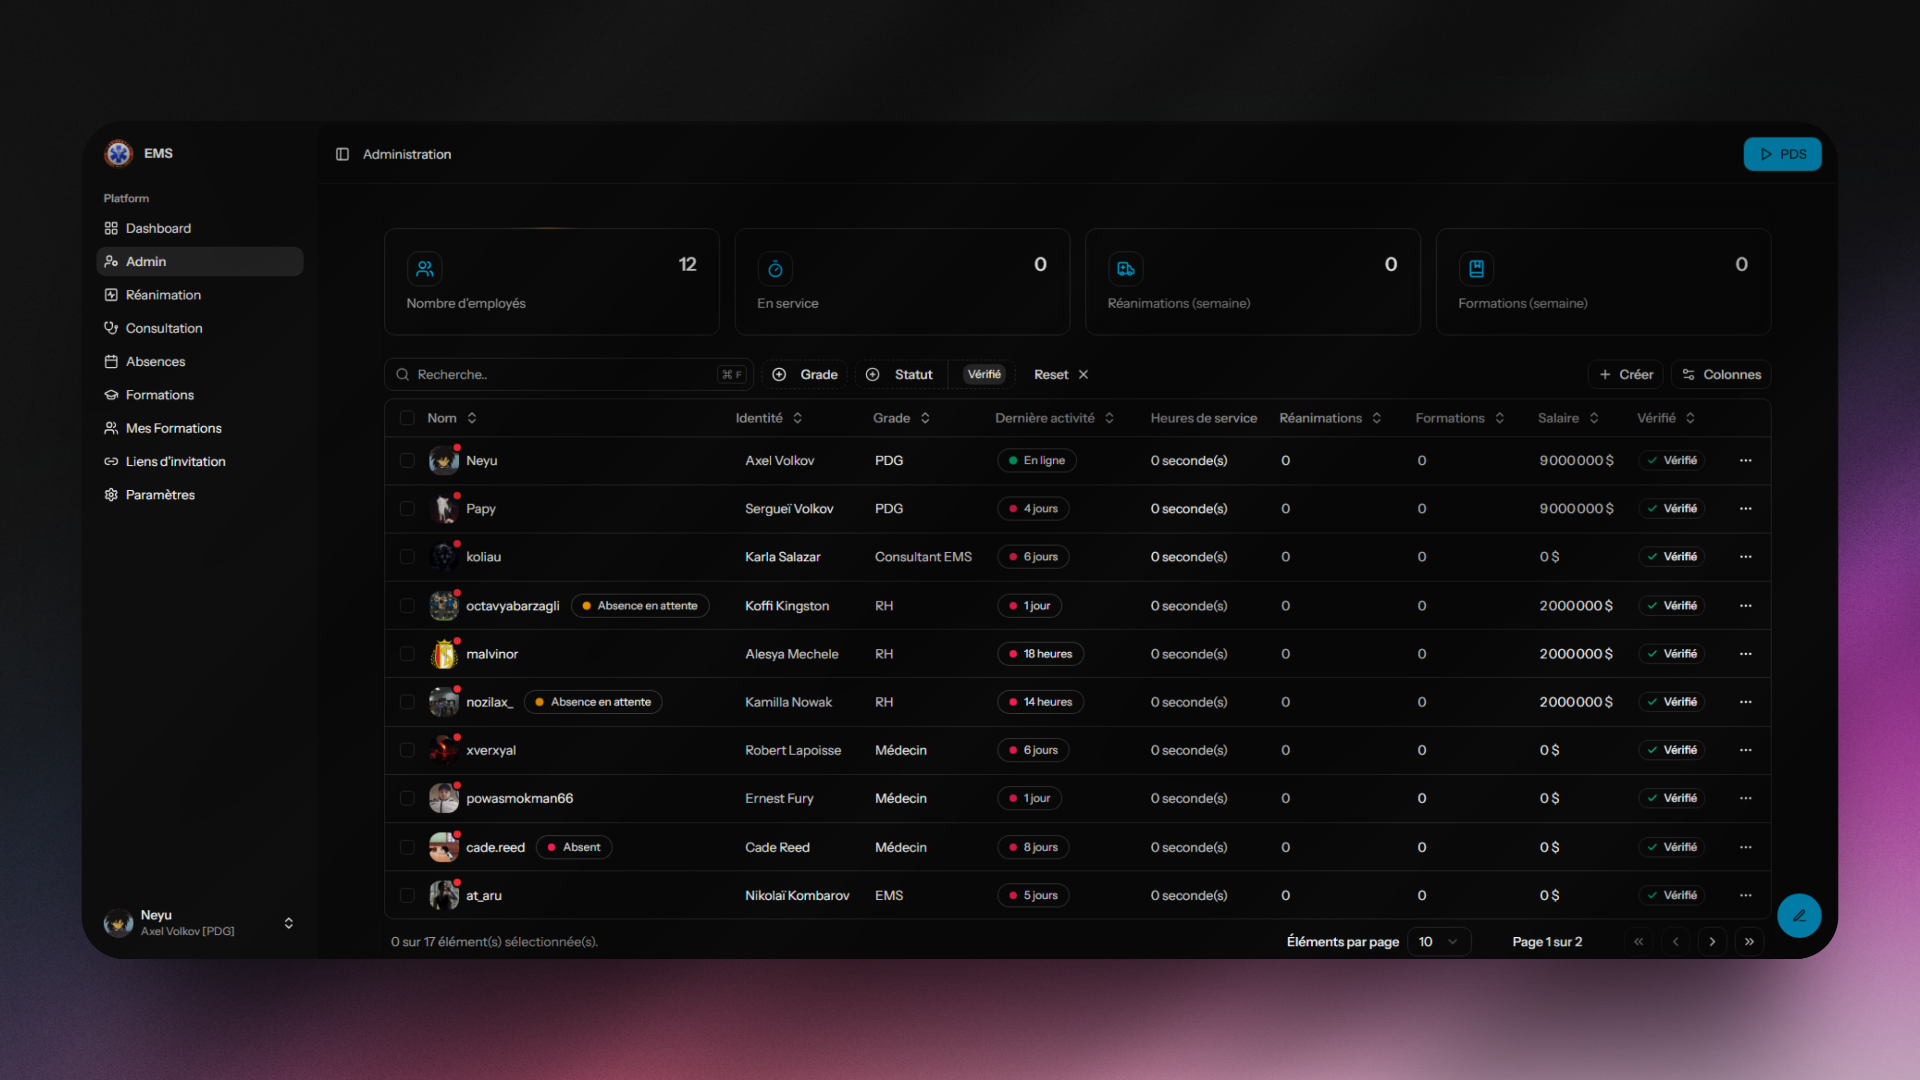 EMS
Platform
Dashboard
Admin
Réanimation
Consultation
Absences
Formations
Mes Formations
Liens d'invitation
Paramètres
Neyu
Axel Volkov [PDG]
Administration
PDS
12
Nombre d'employés
0
En service
0
Réanimations (semaine)
0
Formations (semaine)
Recherche..
⌘ F
Grade
Statut
Vérifié
Reset
Créer
Colonnes
Nom Identité Grade Dernière activité Heures de service Réanimations Formations Salaire Vérifié
Neyu Axel Volkov PDG En ligne 0 seconde(s) 0 0 9000000 $ Vérifié
Papy Sergueï Volkov PDG 4 jours 0 seconde(s) 0 0 9000000 $ Vérifié
koliau Karla Salazar Consultant EMS 6 jours 0 seconde(s) 0 0 0 $ Vérifié
octavyabarzagli Absence en attente Koffi Kingston RH 1 jour 0 seconde(s) 0 0 2000000 $ Vérifié
malvinor Alesya Mechele RH 18 heures 0 seconde(s) 0 0 2000000 $ Vérifié
nozilax_ Absence en attente Kamilla Nowak RH 14 heures 0 seconde(s) 0 0 2000000 $ Vérifié
xverxyal Robert Lapoisse Médecin 6 jours 0 seconde(s) 0 0 0 $ Vérifié
powasmokman66 Ernest Fury Médecin 1 jour 0 seconde(s) 0 0 0 $ Vérifié
cade.reed Absent Cade Reed Médecin 8 jours 0 seconde(s) 0 0 0 $ Vérifié
at_aru Nikolaï Kombarov EMS 5 jours 0 seconde(s) 0 0 0 $ Vérifié
0 sur 17 élément(s) sélectionnée(s).
Éléments par page 10 Page 1 sur 2